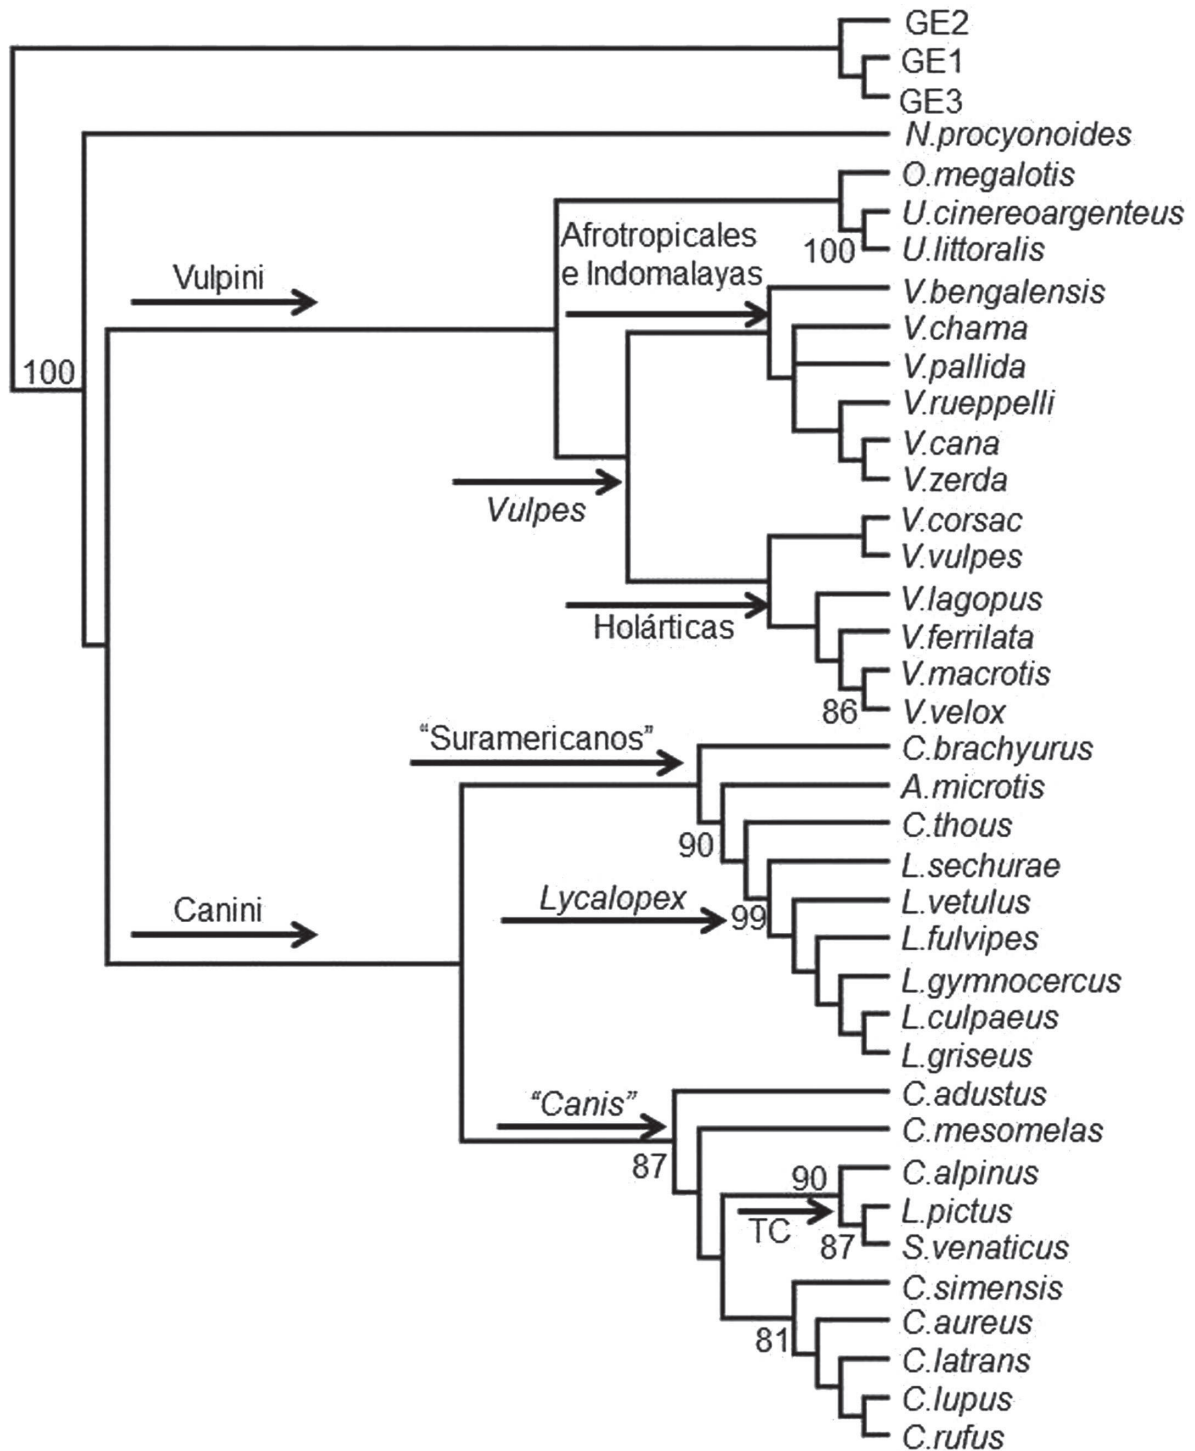 GE2
GE1
GE3
N.procyonoides
O.megalotis
U.cinereoargenteus
U.littoralis
100
Afrotropicales
e Indomalayas
Vulpini
V.bengalensis
V.chama
V.pallida
V.rueppelli
V.cana
V.zerda
100
Vulpes
V.corsac
V.vulpes
V.lagopus
V.ferrilata
V.macrotis
V.velox
Holárticas
86
“Suramericanos”
C.brachyurus
A.microtis
C.thous
90
L.sechurae
L.vetulus
L.fulvipes
L.gymnocercus
L.culpaeus
L.griseus
Lycalopex
99
Canini
“Canis”
87
C.adustus
C.mesomelas
C.alpinus
L.pictus
S.venaticus
90
TC
87
C.simensis
C.aureus
C.latrans
C.lupus
C.rufus
81